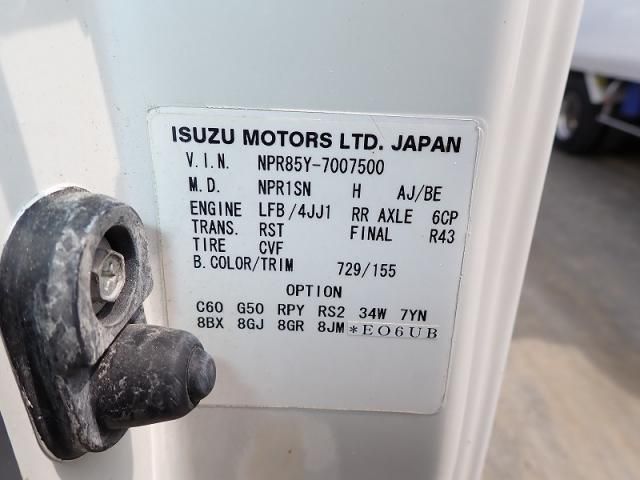 ISUZU MOTORS LTD. JAPAN
V.I.N. NPR85Y-7007500
M.D. NPR1SN H AJ/BE
ENGINE LFB/4JJ1 RR AXLE 6CP
TRANS. RST FINAL R43
TIRE CVF
B.COLOR/TRIM 729/155
OPTION
C60 G50 RPY RS2 34W 7YN
8BX 8GJ 8GR 8JM *EO6UB